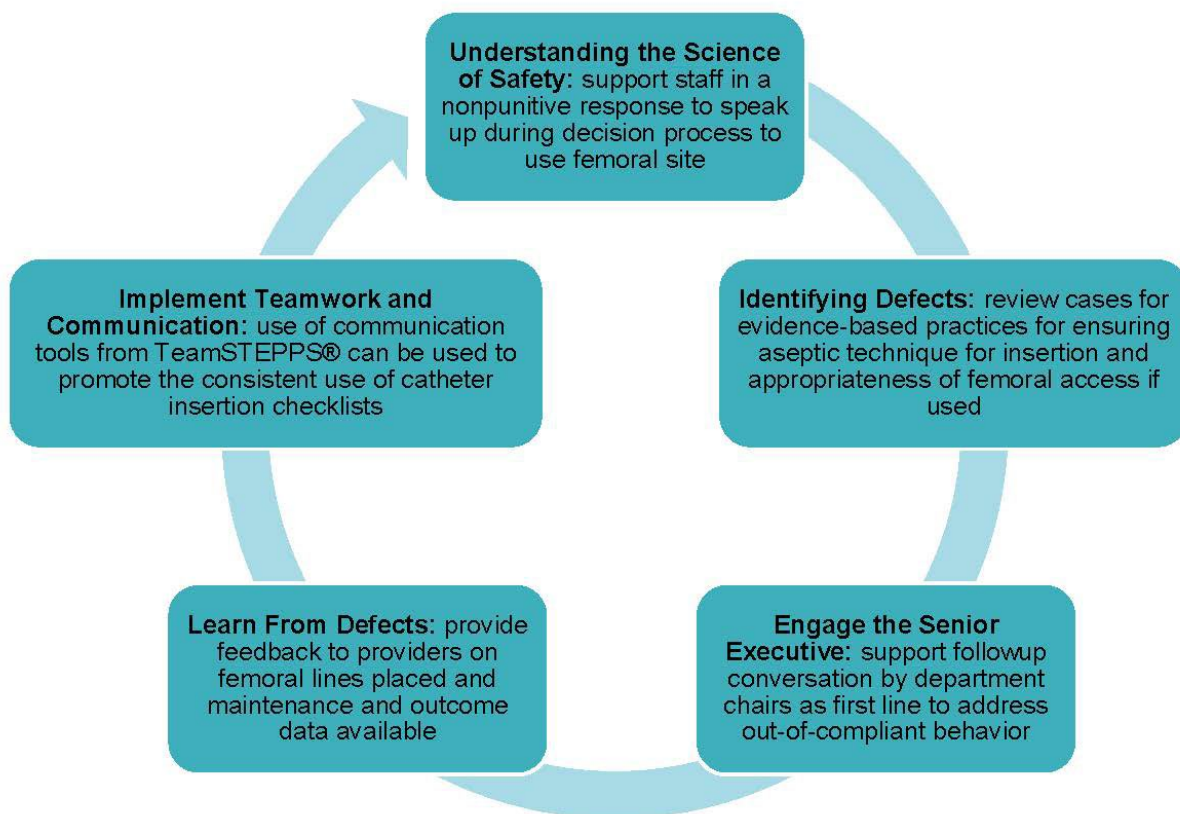 Understanding the Science
of Safety: support staff in a
nonpunitive response to speak
up during decision process to
use femoral site
Identifying Defects: review cases for
evidence-based practices for ensuring
aseptic technique for insertion and
appropriateness of femoral access if
used
Engage the Senior
Executive: support followup
conversation by department
chairs as first line to address
out-of-compliant behavior
Learn From Defects: provide
feedback to providers on
femoral lines placed and
maintenance and outcome
data available
Implement Teamwork and
Communication: use of communication
tools from TeamSTEPPS® can be used to
promote the consistent use of catheter
insertion checklists